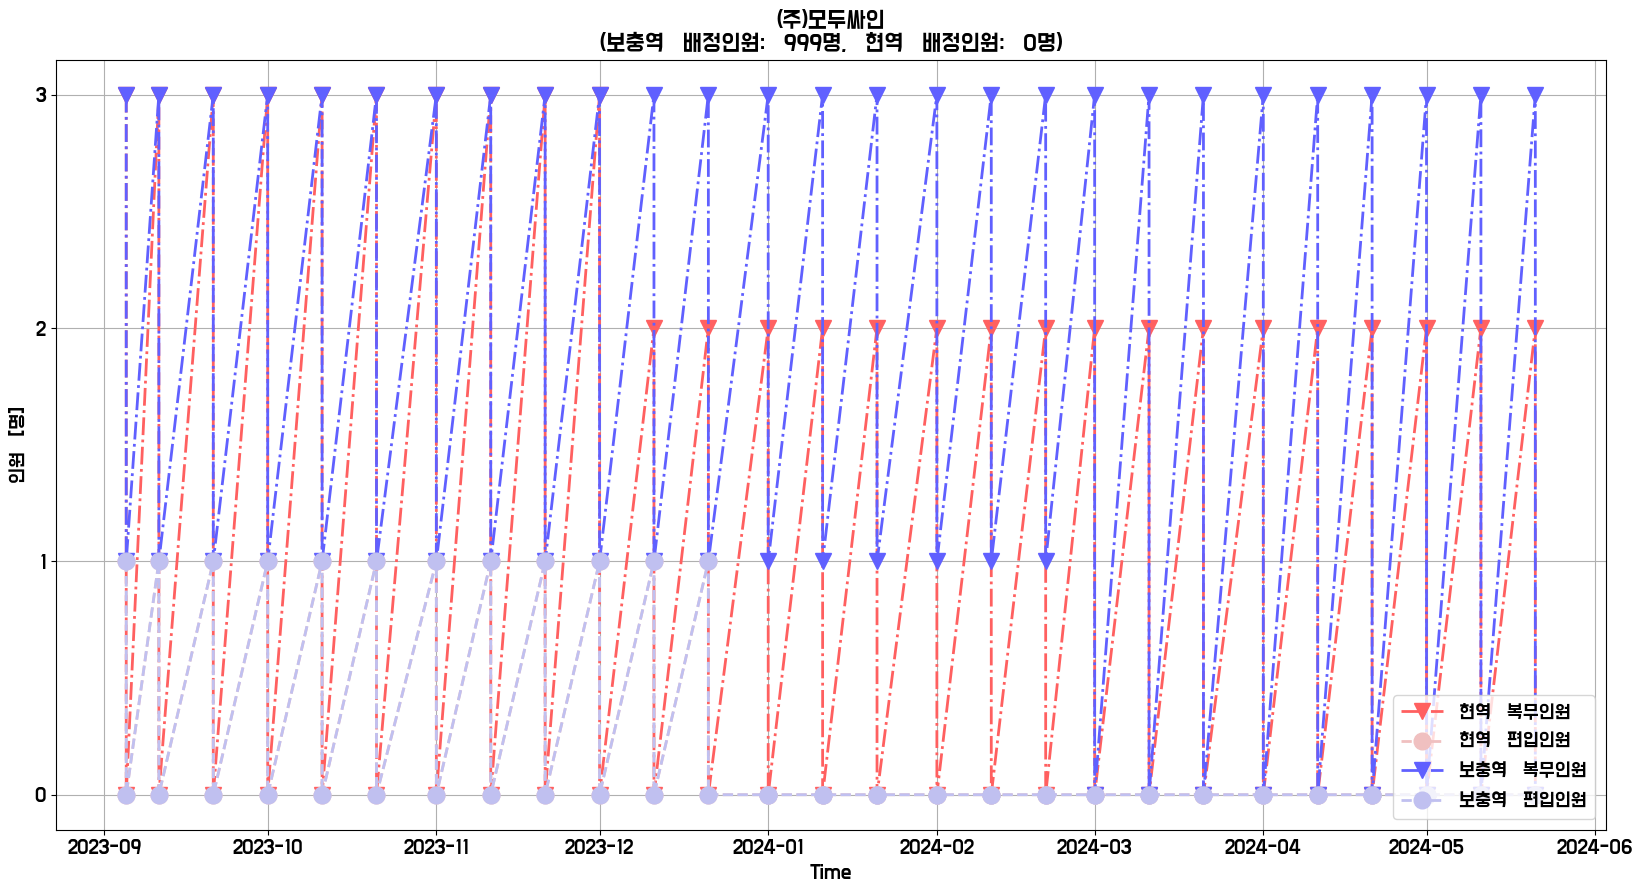 (주)모두싸인
(보충역 배정인원: 999명, 현역 배정인원: 0명)
인원 [명]
3
2
1
0
현역 복무인원
현역 편입인원
보충역 복무인원
보충역 편입인원
2023-09 2023-10 2023-11 2023-12 2024-01 2024-02 2024-03 2024-04 2024-05 2024-06
Time